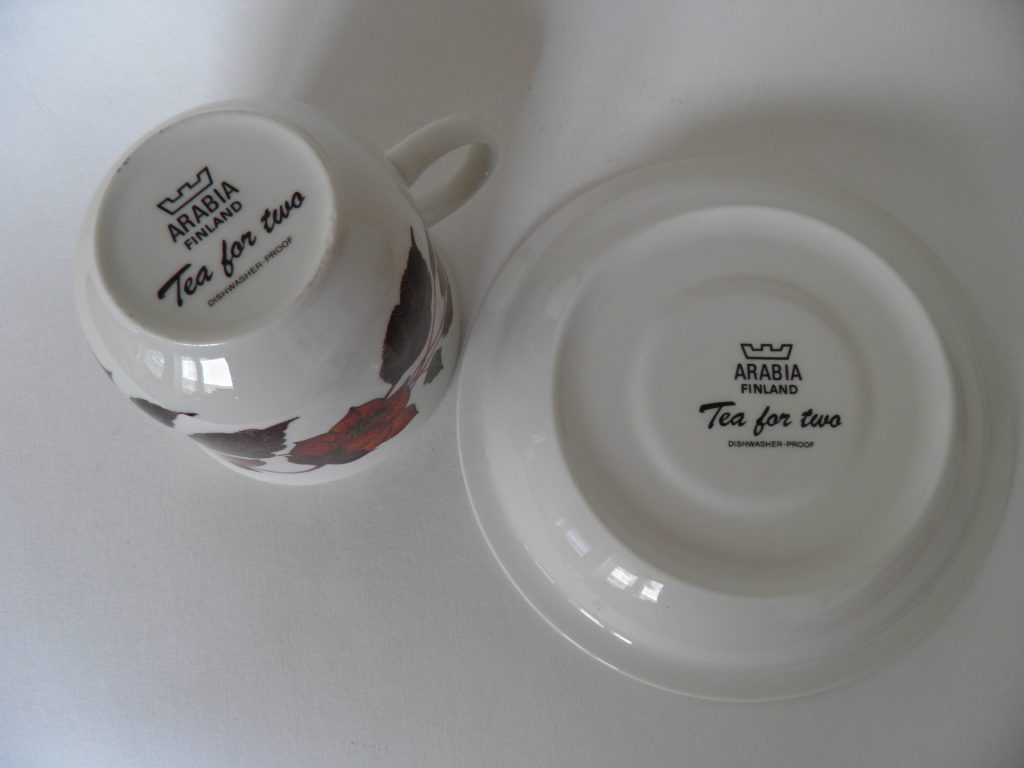 ARABIA
FINLAND
Tea for two
DISHWASHER-PROOF
ARABIA
FINLAND
Tea for two
DISHWASHER-PROOF